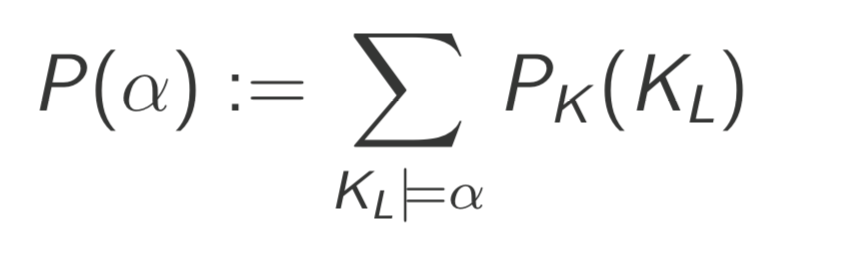 P(α) := ∑ P_K(K_L)
K_L ⊨ α